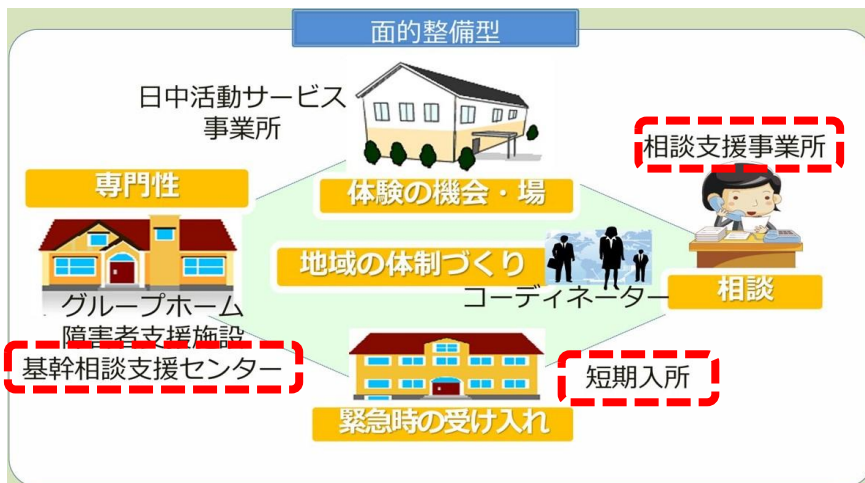 面的整備型
日中活動サービス
事業所
相談支援事業所
専門性
体験の機会・場
地域の体制づくり
コーディネーター
相談
グループホーム
障害者支援施設
基幹相談支援センター
短期入所
緊急時の受け入れ